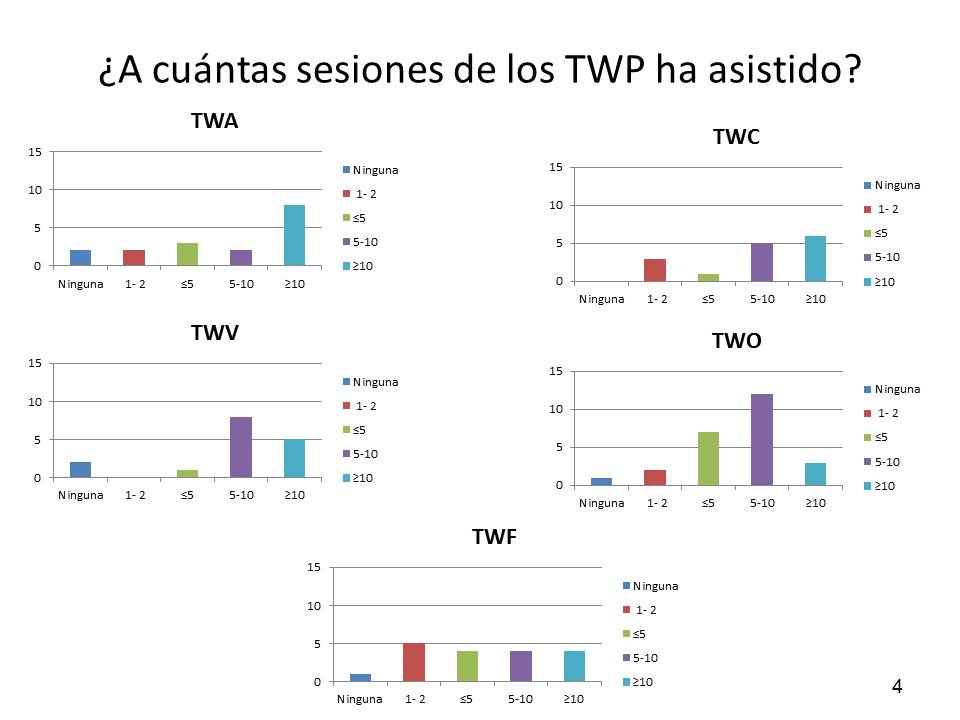 ¿A cuántas sesiones de los TWP ha asistido?
TWA
15
10
5
0
Ninguna 1- 2 ≤5 5-10 ≥10
Ninguna
1- 2
≤5
5-10
≥10
TWC
15
10
5
0
Ninguna 1- 2 ≤5 5-10 ≥10
Ninguna
1- 2
≤5
5-10
≥10
TWV
15
10
5
0
Ninguna 1- 2 ≤5 5-10 ≥10
Ninguna
1- 2
≤5
5-10
≥10
TWO
15
10
5
0
Ninguna 1- 2 ≤5 5-10 ≥10
Ninguna
1- 2
≤5
5-10
≥10
TWF
15
10
5
0
Ninguna 1- 2 ≤5 5-10 ≥10
Ninguna
1- 2
≤5
5-10
≥10
4